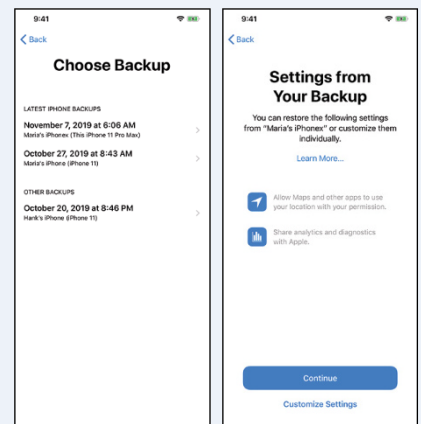 9:41
Back
Choose Backup
LATEST IPHONE BACKUPS
November 7, 2019 at 6:06 AM
Maria's iPhonex (This iPhone 11 Pro Max)
October 27, 2019 at 8:43 AM
Maria's iPhone (iPhone 11)
OTHER BACKUPS
October 20, 2019 at 8:46 PM
Hank's iPhone (iPhone 11)
9:41
Back
Settings from
Your Backup
You can restore the following settings
from "Maria's iPhonex" or customize them
individually.
Learn More...
Allow Maps and other apps to use
your location with your permission.
Share analytics and diagnostics
with Apple.
Continue
Customize Settings